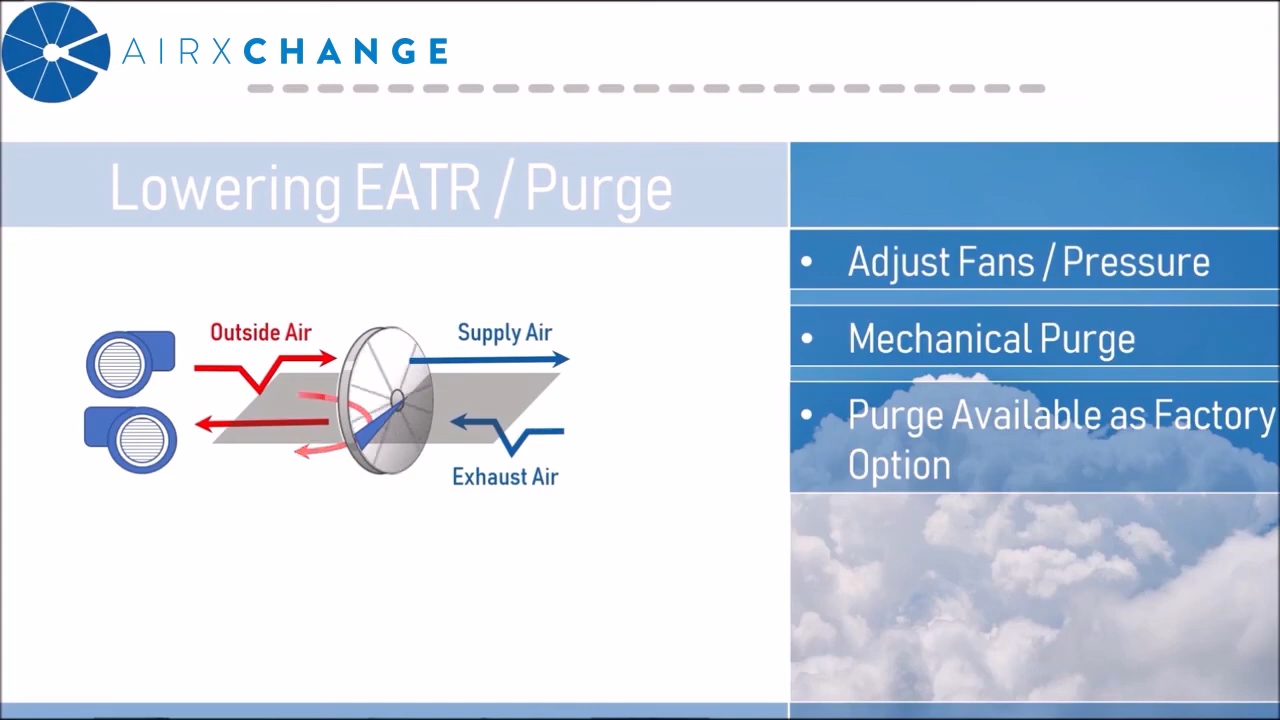 AIRXCHANGE
Lowering EATR / Purge
• Adjust Fans / Pressure
• Mechanical Purge
• Purge Available as Factory
Option
Outside Air
Supply Air
Exhaust Air